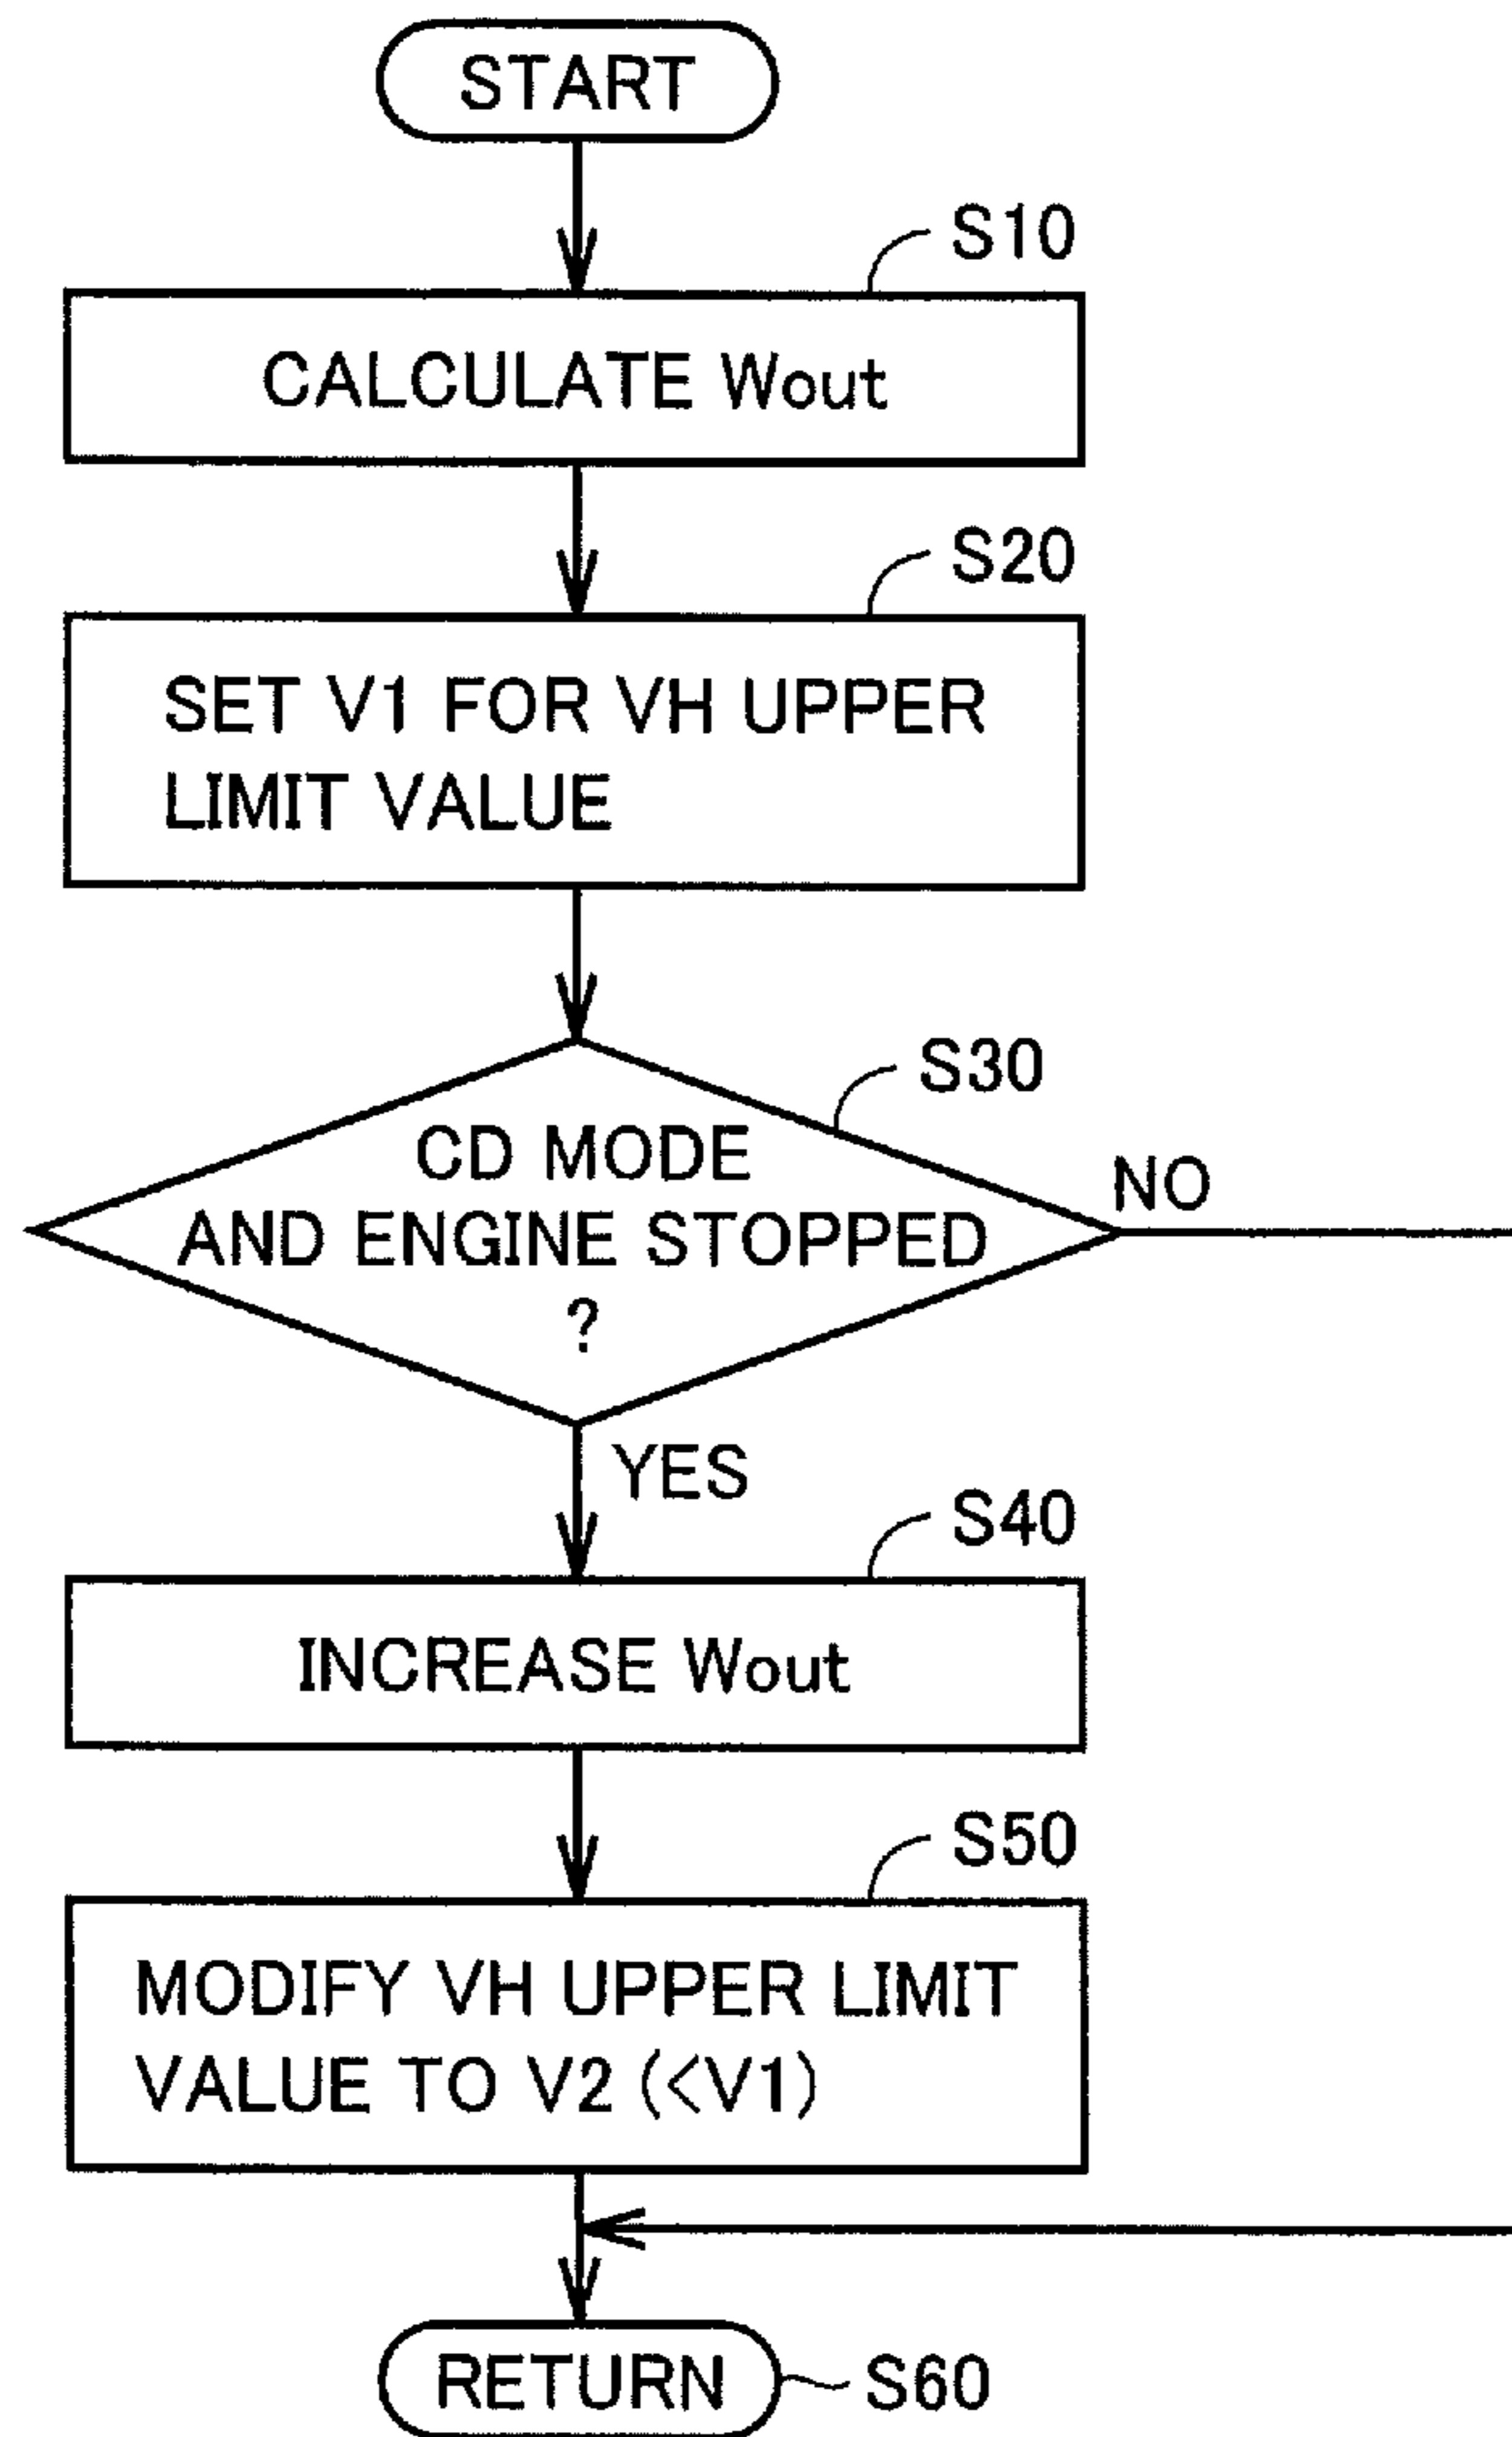 START
S10
CALCULATE Wout
S20
SET V1 FOR VH UPPER
LIMIT VALUE
S30
CD MODE
AND ENGINE STOPPED
?
NO
YES
S40
INCREASE Wout
S50
MODIFY VH UPPER LIMIT
VALUE TO V2 (<V1)
RETURN
S60